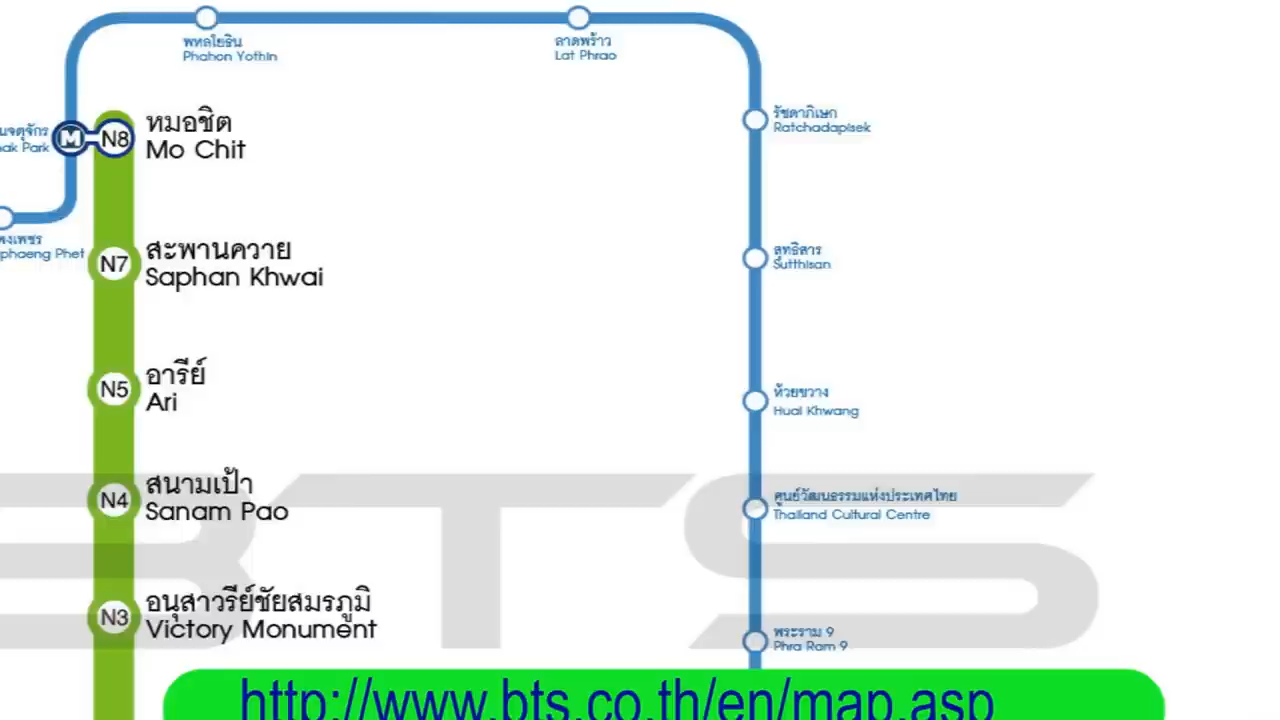 พหลโยธิน
Phahon Yothin
ลาดพร้าว
Lat Phrao
รัชดาภิเษก
Ratchadapisek
M
N8
หมอชิต
Mo Chit
Park
N7
สะพานควาย
Saphan Khwai
Phet
สุทธิสาร
Sutthisan
N5
อารีย์
Ari
ห้วยขวาง
Huai Khwang
BTS
N4
สนามเป้า
Sanam Pao
ศูนย์วัฒนธรรมแห่งประเทศไทย
Thailand Cultural Centre
N3
อนุสาวรีย์ชัยสมรภูมิ
Victory Monument
พระราม 9
Phra Ram 9
http://www.bts.co.th/en/map.asp